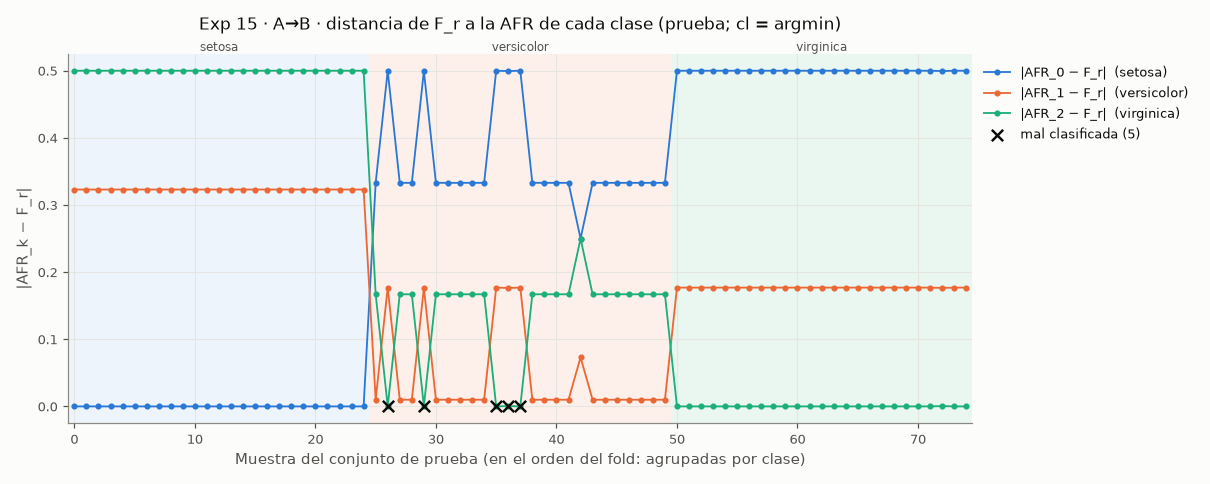 Exp 15 · A→B · distancia de F_r a la AFR de cada clase (prueba; cl = argmin)
setosa versicolor virginica
|AFR_0 − F_r| (setosa)
|AFR_1 − F_r| (versicolor)
|AFR_2 − F_r| (virginica)
mal clasificada (5)
|AFR_k − F_r|
0.5
0.4
0.3
0.2
0.1
0.0
0 10 20 30 40 50 60 70
Muestra del conjunto de prueba (en el orden del fold: agrupadas por clase)